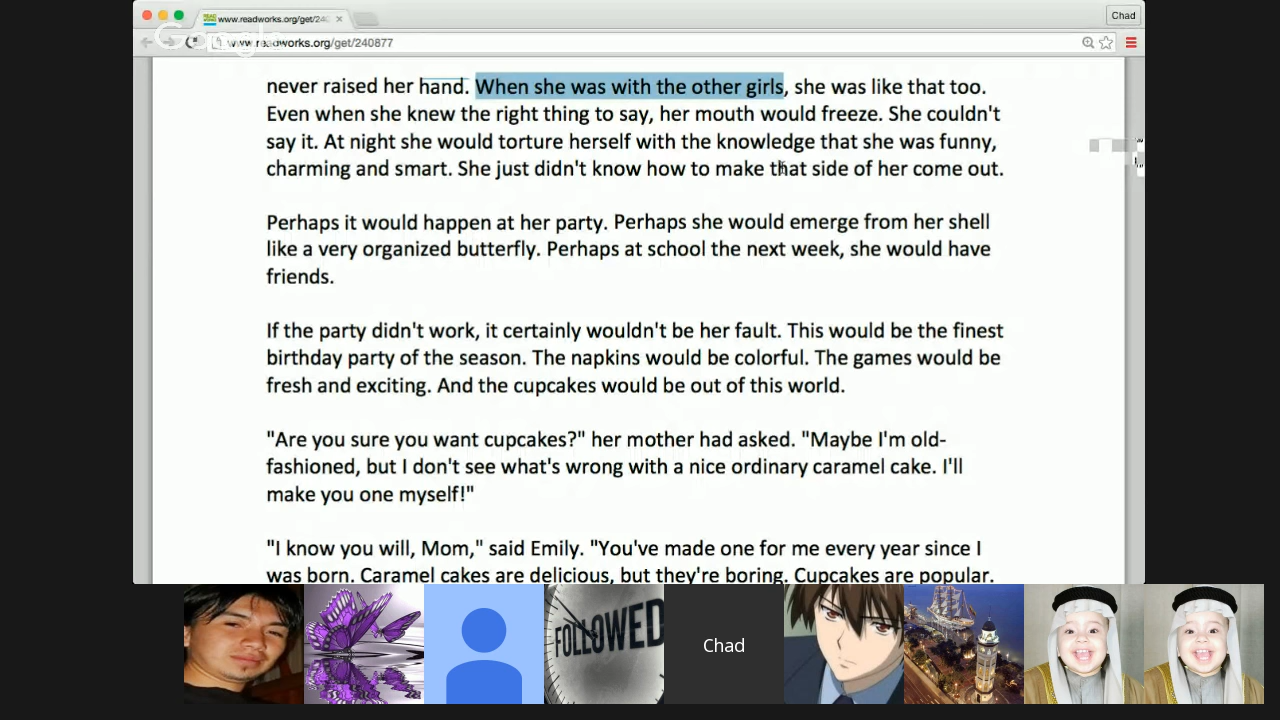 www.readworks.org/get/24
Chad
Google
www.readworks.org/get/240877
never raised her hand. When she was with the other girls, she was like that too.
Even when she knew the right thing to say, her mouth would freeze. She couldn't
say it. At night she would torture herself with the knowledge that she was funny,
charming and smart. She just didn't know how to make that side of her come out.
Perhaps it would happen at her party. Perhaps she would emerge from her shell
like a very organized butterfly. Perhaps at school the next week, she would have
friends.
If the party didn't work, it certainly wouldn't be her fault. This would be the finest
birthday party of the season. The napkins would be colorful. The games would be
fresh and exciting. And the cupcakes would be out of this world.
"Are you sure you want cupcakes?" her mother had asked. "Maybe I'm old-
fashioned, but I don't see what's wrong with a nice ordinary caramel cake. I'll
make you one myself!"
"I know you will, Mom," said Emily. "You've made one for me every year since I
was born. Caramel cakes are delicious, but they're boring. Cupcakes are popular.
FOLLOWED
Chad